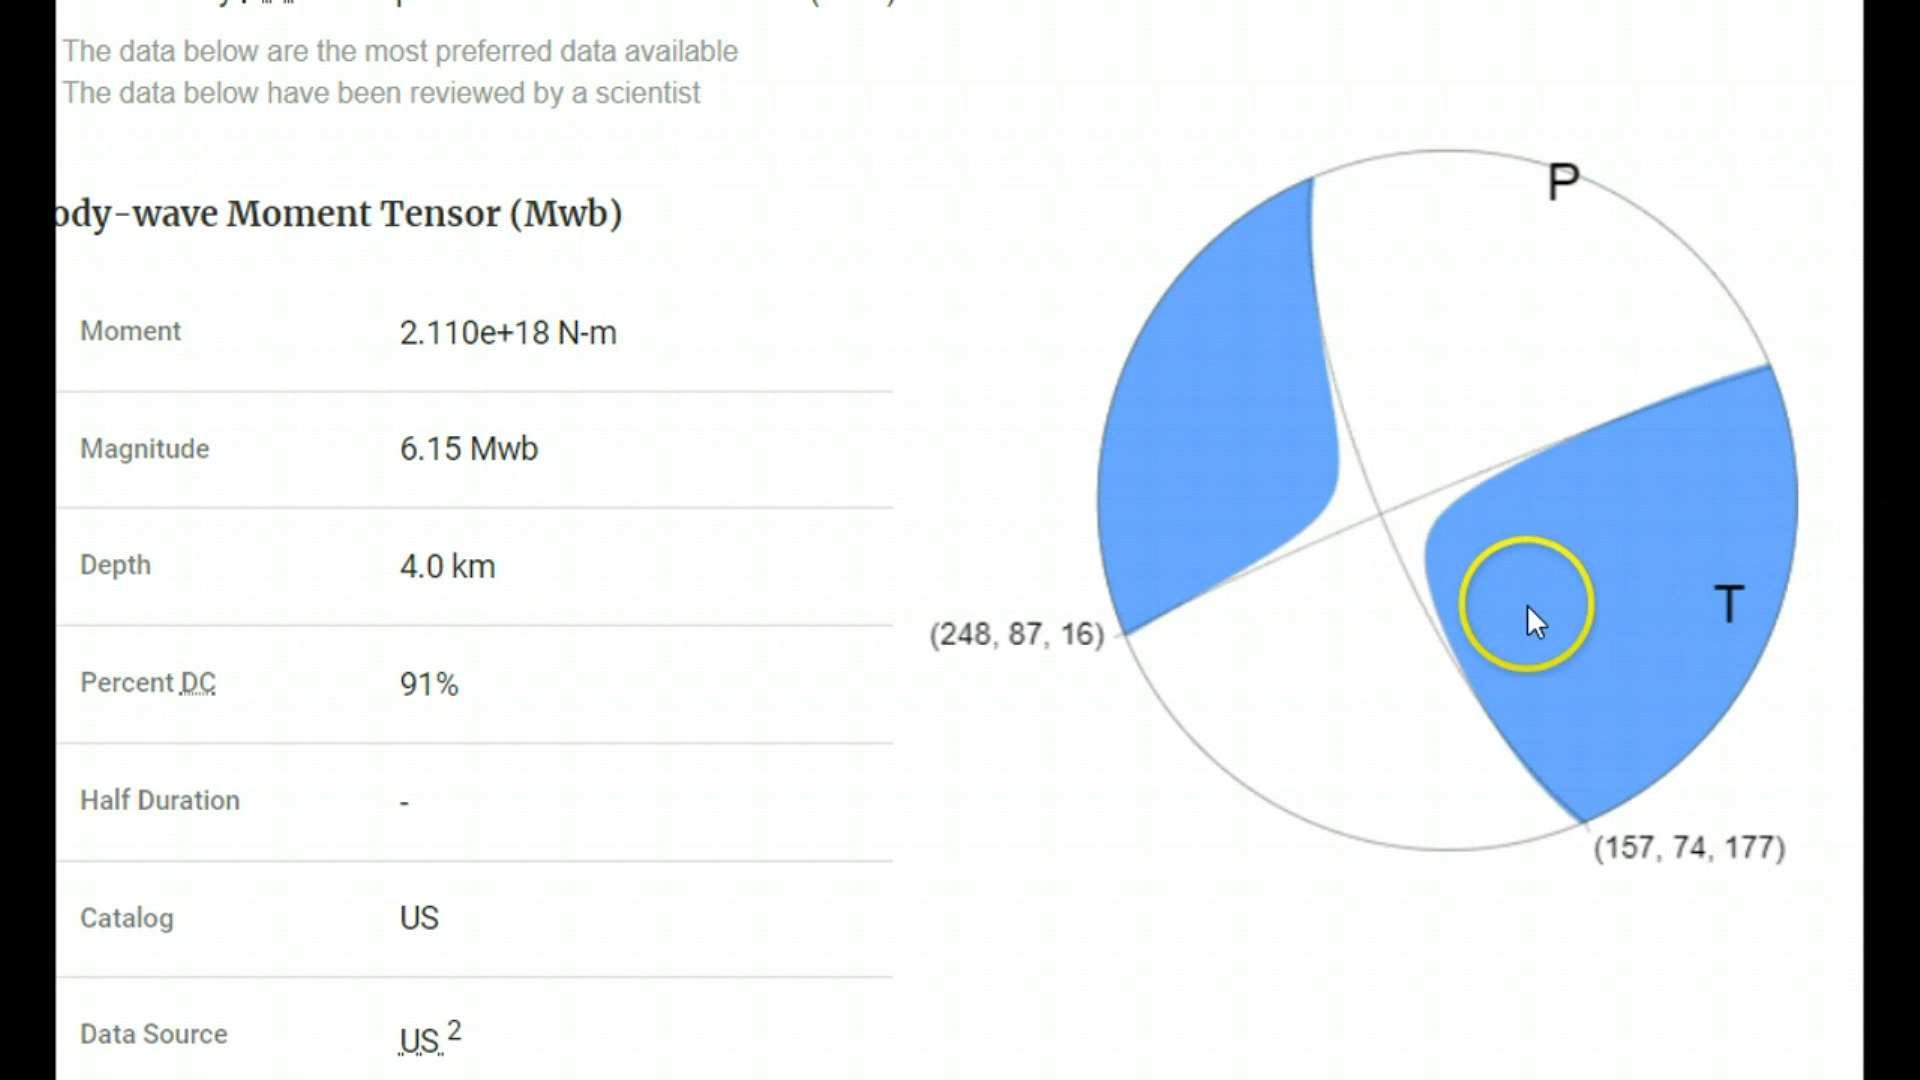 The data below are the most preferred data available
The data below have been reviewed by a scientist
ody-wave Moment Tensor (Mwb)
Moment 2.110e+18 N-m
Magnitude 6.15 Mwb
Depth 4.0 km
Percent DC 91%
Half Duration -
Catalog US
Data Source US 2
P
T
(248, 87, 16)
(157, 74, 177)